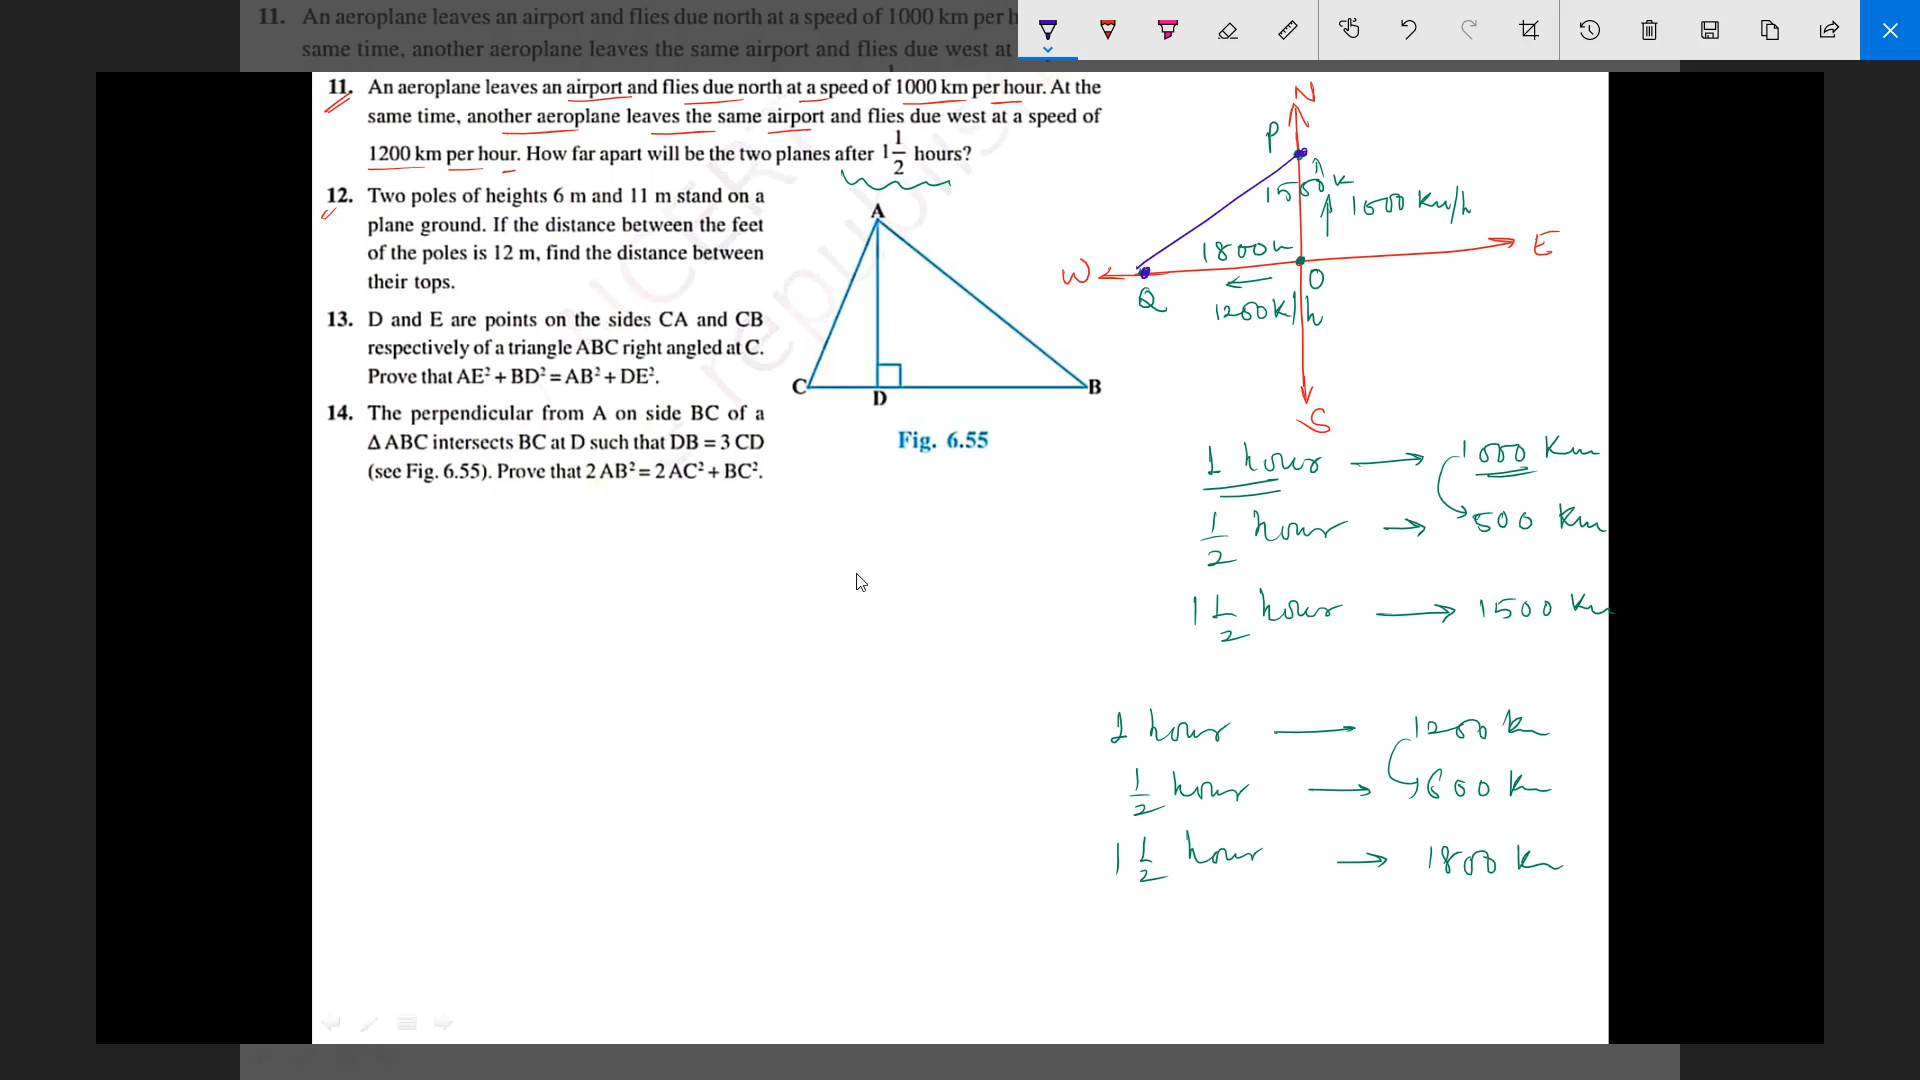 11. An aeroplane leaves an airport and flies due north at a speed of 1000 km per h
same time, another aeroplane leaves the same airport and flies due west at
11. An aeroplane leaves an airport and flies due north at a speed of 1000 km per hour. At the
same time, another aeroplane leaves the same airport and flies due west at a speed of
1200 km per hour. How far apart will be the two planes after 1 1/2 hours?
12. Two poles of heights 6 m and 11 m stand on a
plane ground. If the distance between the feet
of the poles is 12 m, find the distance between
their tops.
13. D and E are points on the sides CA and CB
respectively of a triangle ABC right angled at C.
Prove that AE² + BD² = AB² + DE².
14. The perpendicular from A on side BC of a
Δ ABC intersects BC at D such that DB = 3 CD
(see Fig. 6.55). Prove that 2 AB² = 2 AC² + BC².
A
C
D
B
Fig. 6.55
N
P
1500 k
1000 Km/h
1800 k
W
E
Q
O
1200 K/h
S
1 hour → 1000 Km
1/2 hour → 500 Km
1 1/2 hour → 1500 Km
1 hour → 1200 Km
1/2 hour → 600 Km
1 1/2 hour → 1800 Km